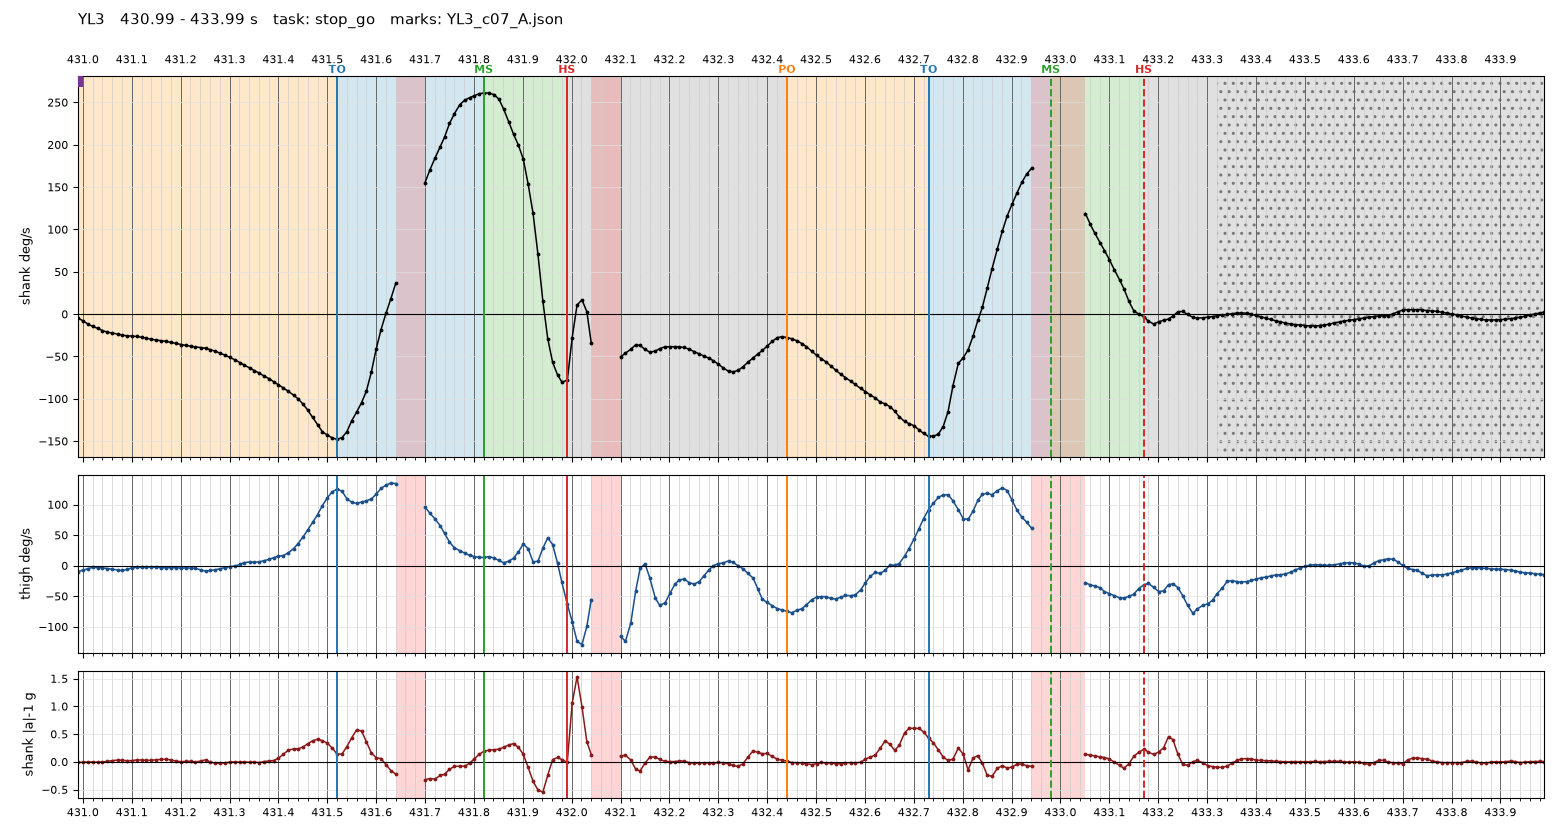 YL3 430.99 - 433.99 s task: stop_go marks: YL3_c07_A.json
431.0 431.1 431.2 431.3 431.4 431.5 431.6 431.7 431.8 431.9 432.0 432.1 432.2 432.3 432.4 432.5 432.6 432.7 432.8 432.9 433.0 433.1 433.2 433.3 433.4 433.5 433.6 433.7 433.8 433.9
TO MS HS PO TO MS HS
shank deg/s
250
200
150
100
50
0
−50
−100
−150
thigh deg/s
100
50
0
−50
−100
shank |a|-1 g
1.5
1.0
0.5
0.0
−0.5
431.0 431.1 431.2 431.3 431.4 431.5 431.6 431.7 431.8 431.9 432.0 432.1 432.2 432.3 432.4 432.5 432.6 432.7 432.8 432.9 433.0 433.1 433.2 433.3 433.4 433.5 433.6 433.7 433.8 433.9